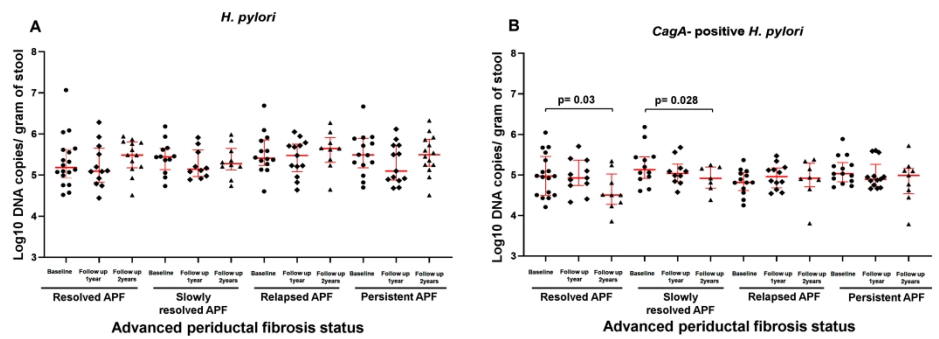 A
H. pylori
Log10 DNA copies/ gram of stool
8
7
6
5
4
3
Baseline
Follow up
1year
Follow up
2years
Baseline
Follow up
1year
Follow up
2years
Baseline
Follow up
1year
Follow up
2years
Baseline
Follow up
1year
Follow up
2years
Resolved APF
Slowly
resolved APF
Relapsed APF
Persistent APF
Advanced periductal fibrosis status
B
CagA- positive H. pylori
Log10 DNA copies/ gram of stool
8
7
6
5
4
3
p= 0.03
p= 0.028
Baseline
Follow up
1year
Follow up
2years
Baseline
Follow up
1year
Follow up
2years
Baseline
Follow up
1year
Follow up
2years
Baseline
Follow up
1year
Follow up
2years
Resolved APF
Slowly
resolved APF
Relapsed APF
Persistent APF
Advanced periductal fibrosis status